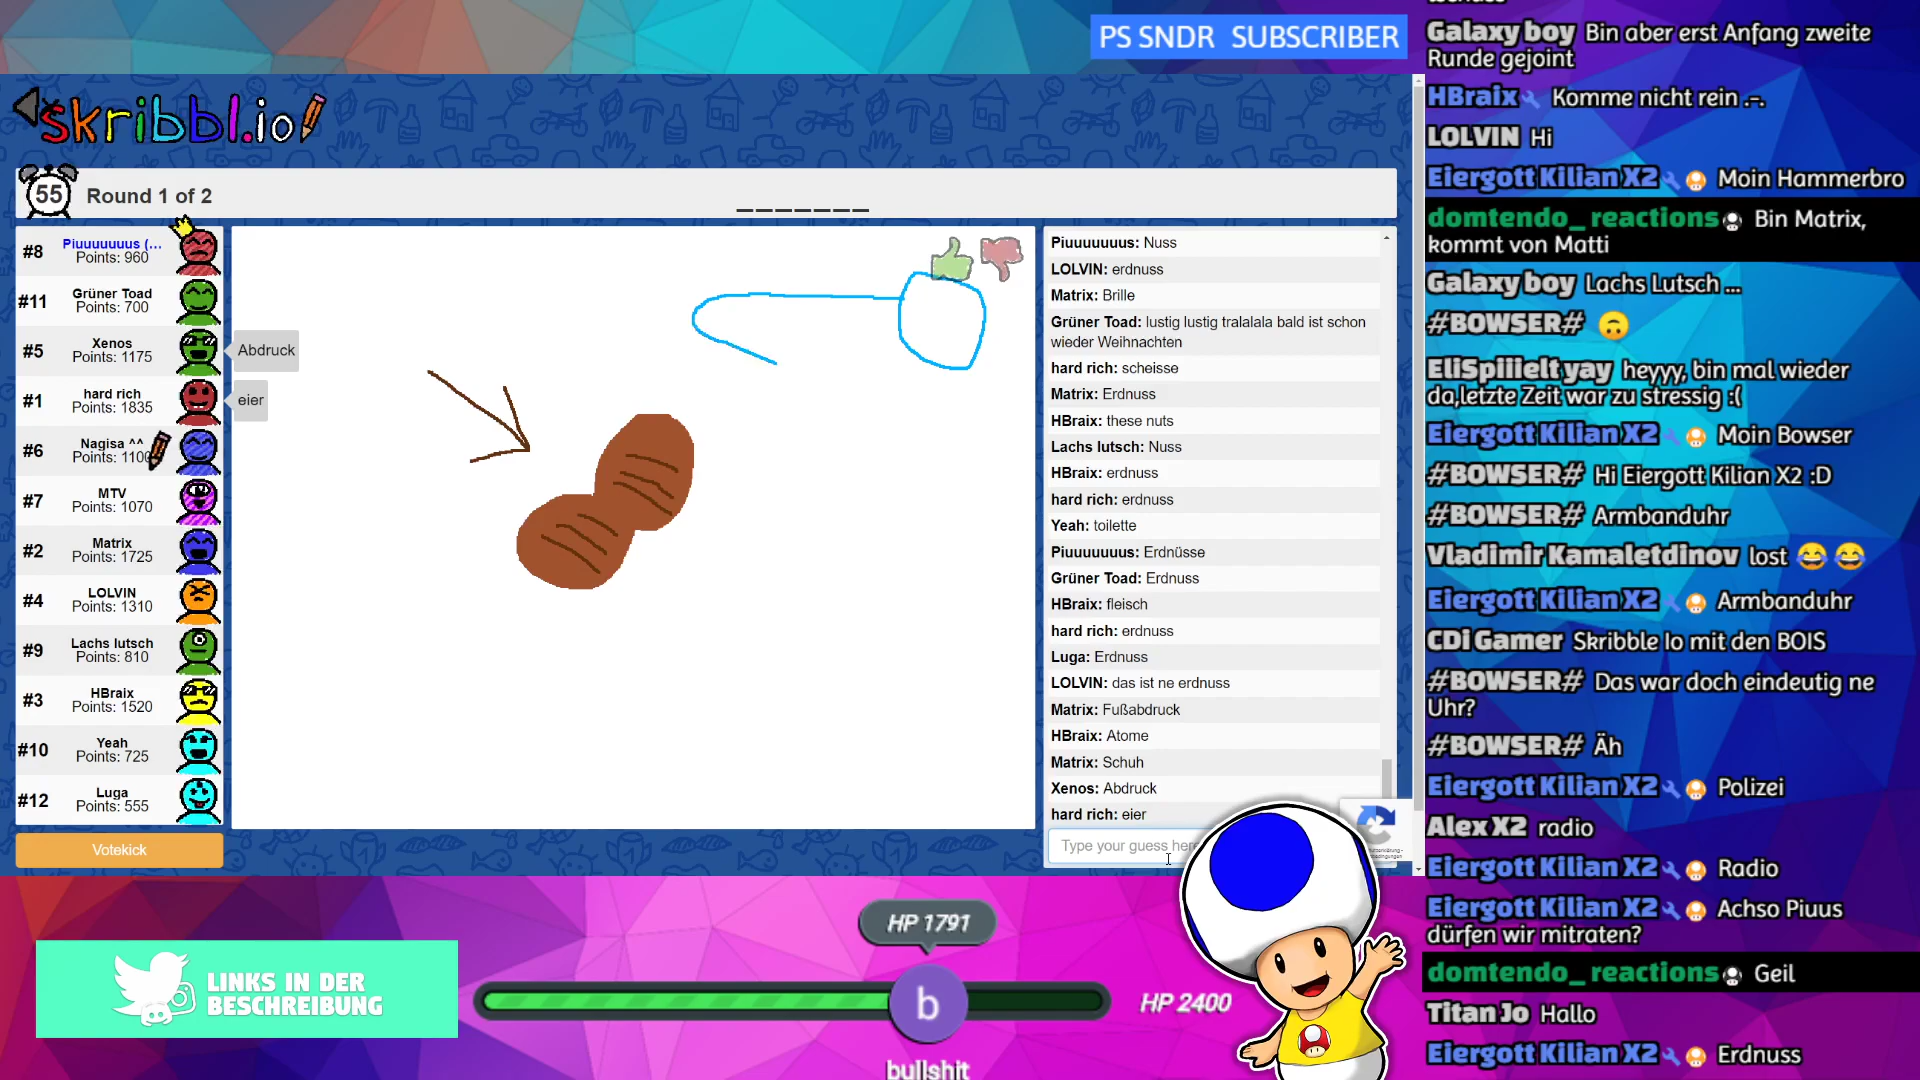 PS SNDR SUBSCRIBER
skribbl.io
55
Round 1 of 2
_ _ _ _ _ _ _
#8
Piuuuuuuus (...
Points: 960
#11
Grüner Toad
Points: 700
#5
Xenos
Points: 1175
Abdruck
#1
hard rich
Points: 1835
eier
#6
Nagisa ^^
Points: 1100
#7
MTV
Points: 1070
#2
Matrix
Points: 1725
#4
LOLVIN
Points: 1310
#9
Lachs lutsch
Points: 810
#3
HBraix
Points: 1520
#10
Yeah
Points: 725
#12
Luga
Points: 555
Votekick
Piuuuuuuus: Nuss
LOLVIN: erdnuss
Matrix: Brille
Grüner Toad: lustig lustig tralalala bald ist schon
wieder Weihnachten
hard rich: scheisse
Matrix: Erdnuss
HBraix: these nuts
Lachs lutsch: Nuss
HBraix: erdnuss
hard rich: erdnuss
Yeah: toilette
Piuuuuuuus: Erdnüsse
Grüner Toad: Erdnuss
HBraix: fleisch
hard rich: erdnuss
Luga: Erdnuss
LOLVIN: das ist ne erdnuss
Matrix: Fußabdruck
HBraix: Atome
Matrix: Schuh
Xenos: Abdruck
hard rich: eier
Type your guess here
Galaxy boy Bin aber erst Anfang zweite
Runde gejoint
HBraix Komme nicht rein .-.
LOLVIN Hi
Eiergott Kilian X2 Moin Hammerbro
domtendo_reactions Bin Matrix,
kommt von Matti
Galaxy boy Lachs Lutsch ...
#BOWSER# 🙃
EliSpiiielt yay heyyy, bin mal wieder
da,letzte Zeit war zu stressig :(
Eiergott Kilian X2 Moin Bowser
#BOWSER# Hi Eiergott Kilian X2 :D
#BOWSER# Armbanduhr
Vladimir Kamaletdinov lost 😂 😂
Eiergott Kilian X2 Armbanduhr
CDi Gamer Skribble Io mit den BOIS
#BOWSER# Das war doch eindeutig ne
Uhr?
#BOWSER# Äh
Eiergott Kilian X2 Polizei
Alex X2 radio
Eiergott Kilian X2 Radio
Eiergott Kilian X2 Achso Piuus
dürfen wir mitraten?
domtendo_reactions Geil
Titan Jo Hallo
Eiergott Kilian X2 Erdnuss
LINKS IN DER
BESCHREIBUNG
HP 1791
b
HP 2400
bullshit